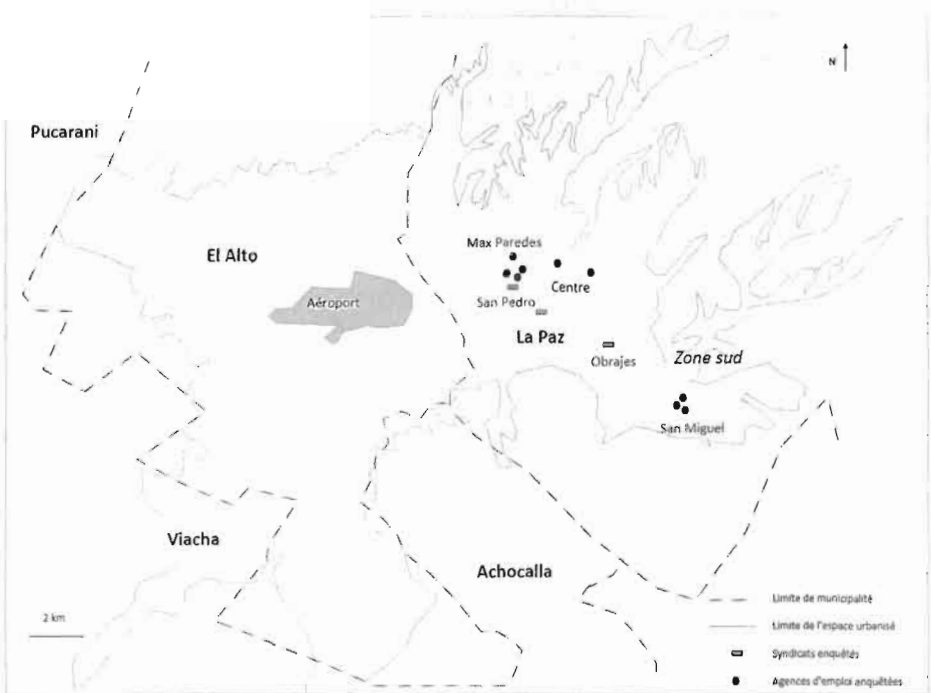 N
Pucarani
Max Paredes
El Alto
Centre
Aéroport
San Pedro
La Paz
Zone sud
Obrajes
San Miguel
Viacha
Achocalla
Limite de municipalité
2 km
Limite de l'espace urbanisé
Syndicats enquêtés
Agences d'emploi enquêtées